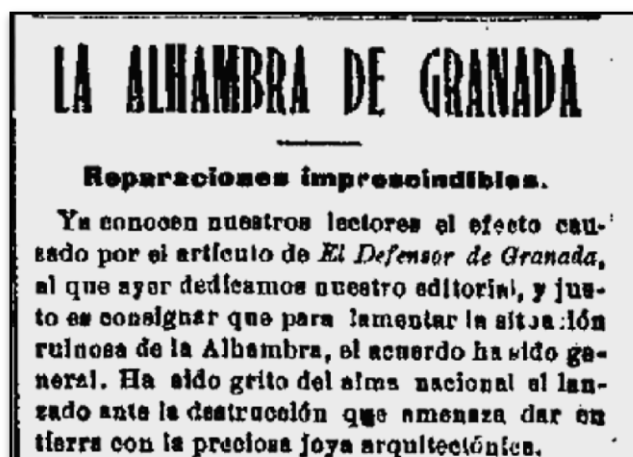 LA ALHAMBRA DE GRANADA
Reparaciones imprescindibles.
Ya conocen nuestros lectores el efecto cau-
sado por el artículo de El Defensor de Granada,
al que ayer dedicamos nuestro editorial, y jus-
to es consignar que para lamentar la situación
ruinosa de la Alhambra, el acuerdo ha sido ge-
neral. Ha sido grito del alma nacional el lan-
zado ante la destrucción que amenaza dar en
tierra con la preciosa joya arquitectónica.